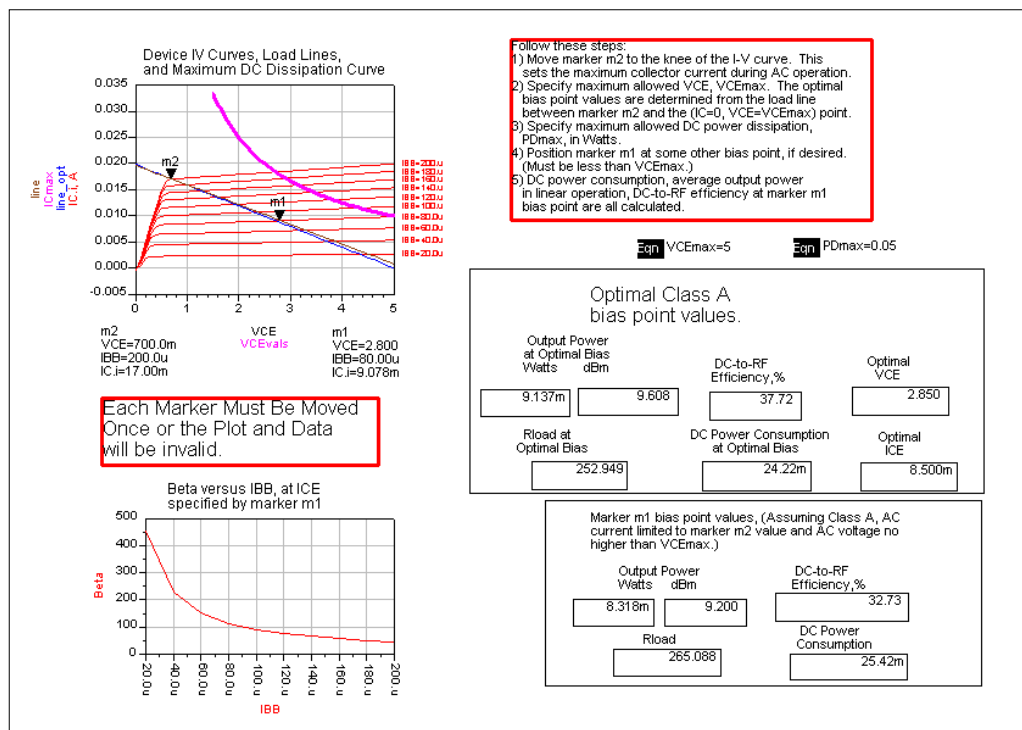 Device IV Curves, Load Lines,
and Maximum DC Dissipation Curve
0.035
0.030
0.025
0.020
0.015
0.010
0.005
0.000
-0.005
line
ICmax
line_opt
IC.i, A
m2
m1
IBB=200.u
IBB=180.u
IBB=160.u
IBB=140.u
IBB=120.u
IBB=100.u
IBB=80.0u
IBB=60.0u
IBB=40.0u
IBB=20.0u
0 1 2 3 4 5
VCE
VCEvals
m2
VCE=700.0m
IBB=200.0u
IC.i=17.00m
m1
VCE=2.800
IBB=80.00u
IC.i=9.078m
Each Marker Must Be Moved
Once or the Plot and Data
will be invalid.
Beta versus IBB, at ICE
specified by marker m1
500
400
300
200
100
0
Beta
20.0u 40.0u 60.0u 80.0u 100.u 120.u 140.u 160.u 180.u 200.u
IBB
Follow these steps:
1) Move marker m2 to the knee of the I-V curve. This
sets the maximum collector current during AC operation.
2) Specify maximum allowed VCE, VCEmax. The optimal
bias point values are determined from the load line
between marker m2 and the (IC=0, VCE=VCEmax) point.
3) Specify maximum allowed DC power dissipation,
PDmax, in Watts.
4) Position marker m1 at some other bias point, if desired.
(Must be less than VCEmax.)
5) DC power consumption, average output power
in linear operation, DC-to-RF efficiency at marker m1
bias point are all calculated.
Eqn VCEmax=5
Eqn PDmax=0.05
Optimal Class A
bias point values.
Output Power
at Optimal Bias
Watts dBm
9.137m 9.608
DC-to-RF
Efficiency,%
37.72
Optimal
VCE
2.850
Rload at
Optimal Bias
252.949
DC Power Consumption
at Optimal Bias
24.22m
Optimal
ICE
8.500m
Marker m1 bias point values, (Assuming Class A, AC
current limited to marker m2 value and AC voltage no
higher than VCEmax.)
Output Power
Watts dBm
8.318m 9.200
DC-to-RF
Efficiency,%
32.73
Rload
265.088
DC Power
Consumption
25.42m